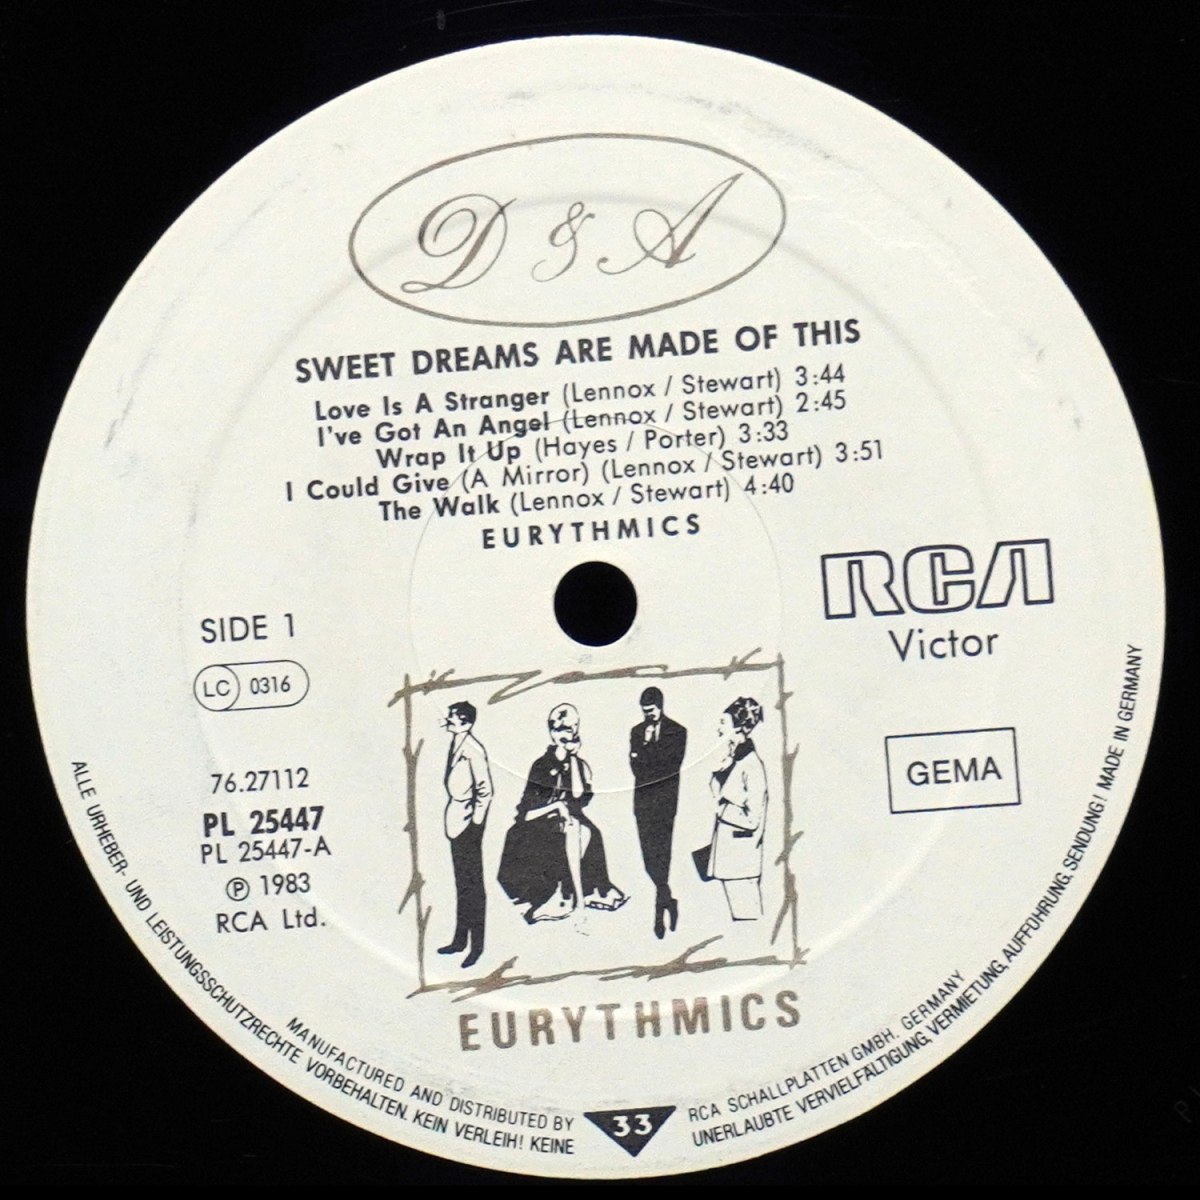 D & A
SWEET DREAMS ARE MADE OF THIS
Love Is A Stranger (Lennox / Stewart) 3:44
I've Got An Angel (Lennox / Stewart) 2:45
Wrap It Up (Hayes / Porter) 3:33
I Could Give (A Mirror) (Lennox / Stewart) 3:51
The Walk (Lennox / Stewart) 4:40
EURYTHMICS
RCA
Victor
SIDE 1
LC 0316
GEMA
76.27112
PL 25447
PL 25447-A
℗ 1983
RCA Ltd.
EURYTHMICS
MANUFACTURED AND DISTRIBUTED BY RCA SCHALLPLATTEN GMBH. GERMANY
33
ALLE URHEBER- UND LEISTUNGSSCHUTZRECHTE VORBEHALTEN. KEIN VERLEIH! KEINE UNERLAUBTE VERVIELFÄLTIGUNG, VERMIETUNG, AUFFÜHRUNG, SENDUNG! MADE IN GERMANY